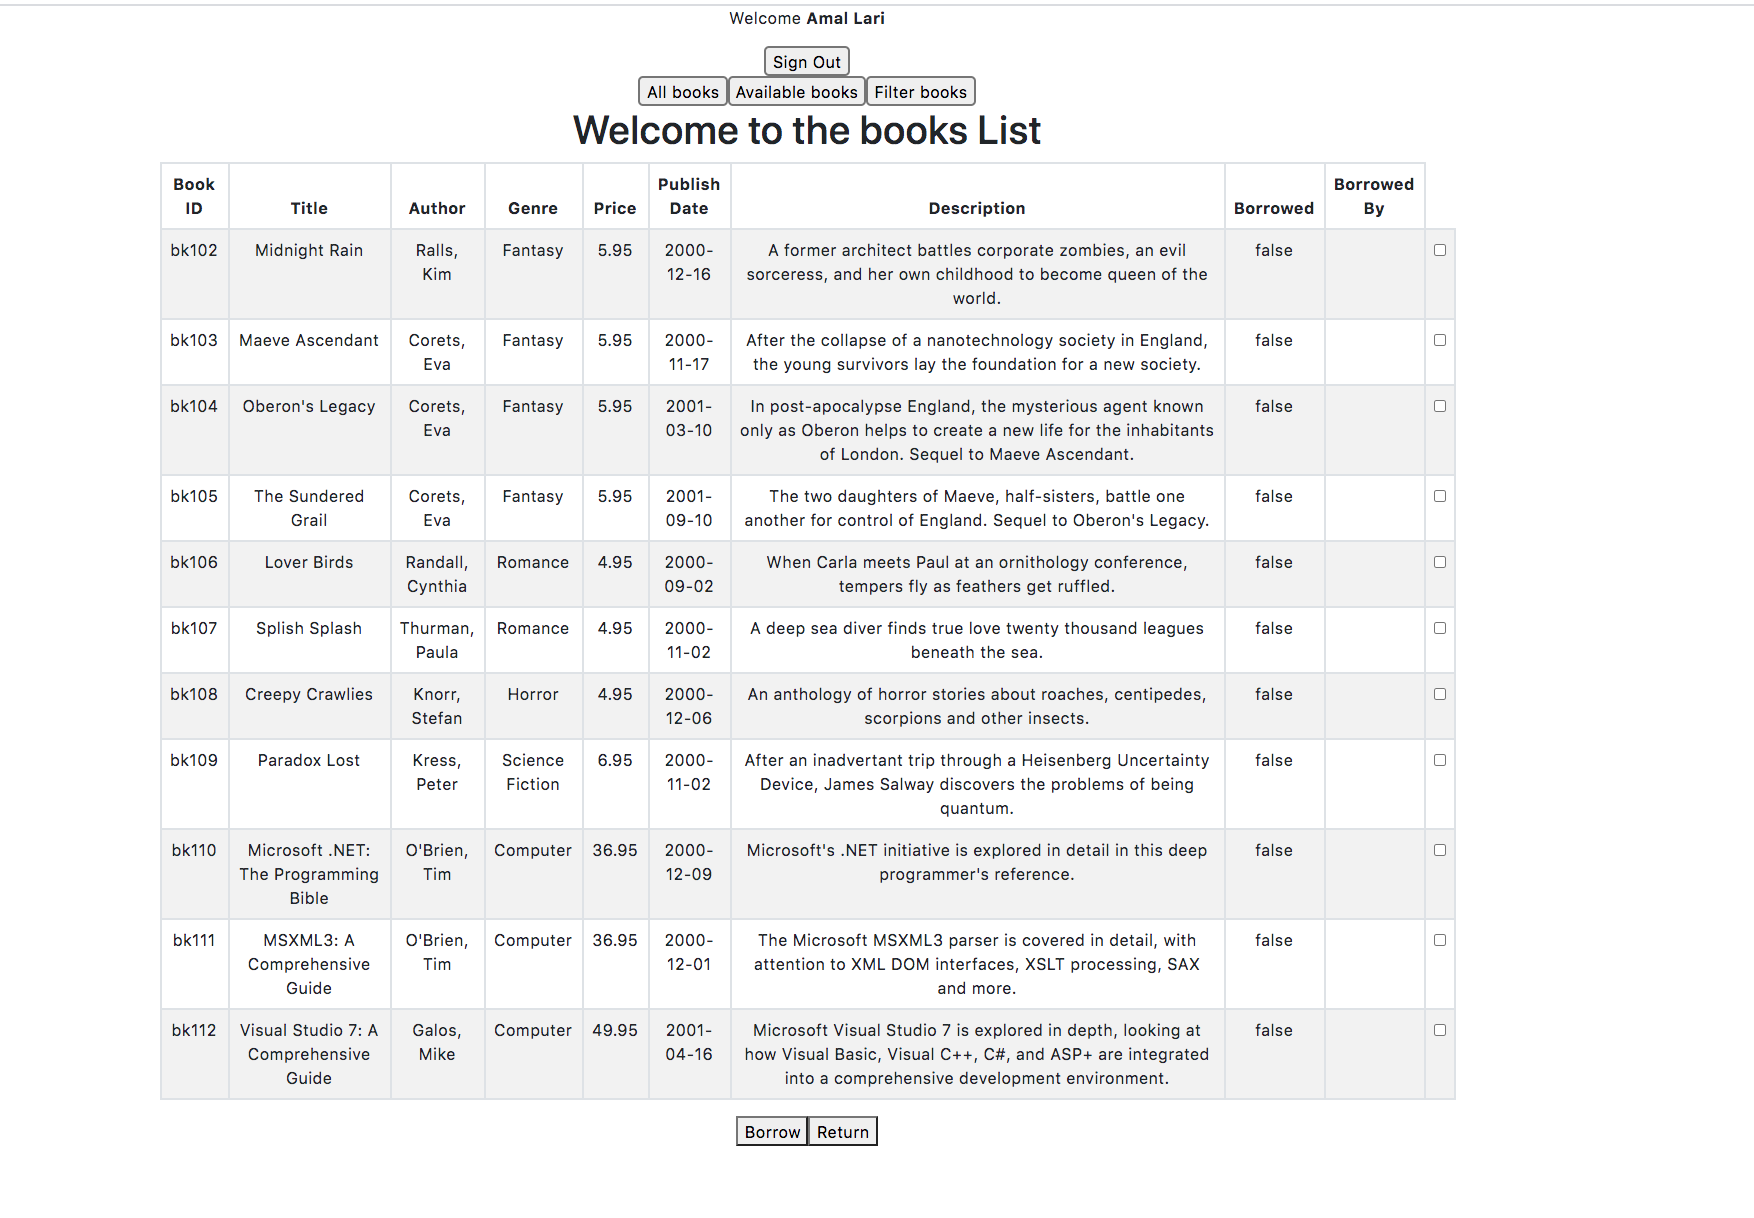 Welcome Amal Lari
Sign Out
All books Available books Filter books
Welcome to the books List
Book ID Title Author Genre Price Publish Date Description Borrowed Borrowed By
bk102 Midnight Rain Ralls, Kim Fantasy 5.95 2000-12-16 A former architect battles corporate zombies, an evil sorceress, and her own childhood to become queen of the world. false
bk103 Maeve Ascendant Corets, Eva Fantasy 5.95 2000-11-17 After the collapse of a nanotechnology society in England, the young survivors lay the foundation for a new society. false
bk104 Oberon's Legacy Corets, Eva Fantasy 5.95 2001-03-10 In post-apocalypse England, the mysterious agent known only as Oberon helps to create a new life for the inhabitants of London. Sequel to Maeve Ascendant. false
bk105 The Sundered Grail Corets, Eva Fantasy 5.95 2001-09-10 The two daughters of Maeve, half-sisters, battle one another for control of England. Sequel to Oberon's Legacy. false
bk106 Lover Birds Randall, Cynthia Romance 4.95 2000-09-02 When Carla meets Paul at an ornithology conference, tempers fly as feathers get ruffled. false
bk107 Splish Splash Thurman, Paula Romance 4.95 2000-11-02 A deep sea diver finds true love twenty thousand leagues beneath the sea. false
bk108 Creepy Crawlies Knorr, Stefan Horror 4.95 2000-12-06 An anthology of horror stories about roaches, centipedes, scorpions and other insects. false
bk109 Paradox Lost Kress, Peter Science Fiction 6.95 2000-11-02 After an inadvertant trip through a Heisenberg Uncertainty Device, James Salway discovers the problems of being quantum. false
bk110 Microsoft .NET: The Programming Bible O'Brien, Tim Computer 36.95 2000-12-09 Microsoft's .NET initiative is explored in detail in this deep programmer's reference. false
bk111 MSXML3: A Comprehensive Guide O'Brien, Tim Computer 36.95 2000-12-01 The Microsoft MSXML3 parser is covered in detail, with attention to XML DOM interfaces, XSLT processing, SAX and more. false
bk112 Visual Studio 7: A Comprehensive Guide Galos, Mike Computer 49.95 2001-04-16 Microsoft Visual Studio 7 is explored in depth, looking at how Visual Basic, Visual C++, C#, and ASP+ are integrated into a comprehensive development environment. false
Borrow Return